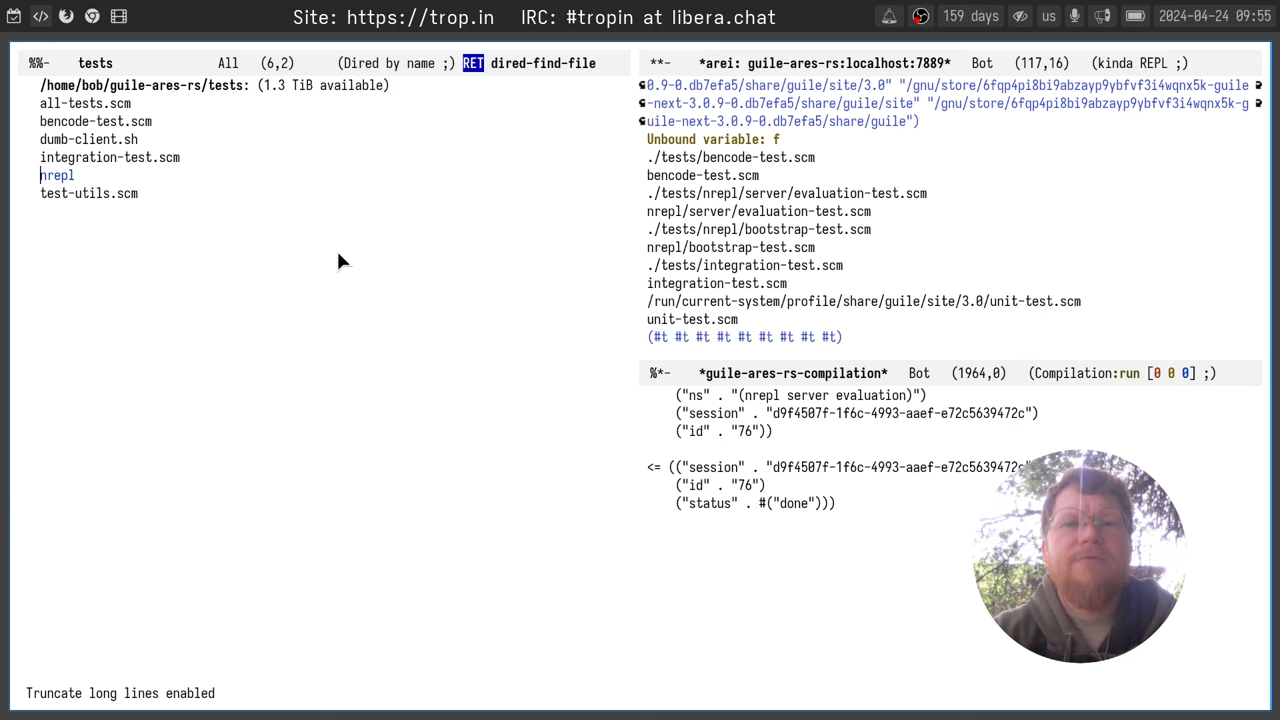 Site: https://trop.in   IRC: #tropin at libera.chat
159 days
us
2024-04-24 09:55
%%-    tests               All   (6,2)      (Dired by name ;) RET dired-find-file
/home/bob/guile-ares-rs/tests: (1.3 TiB available)
all-tests.scm
bencode-test.scm
dumb-client.sh
integration-test.scm
nrepl
test-utils.scm
**-    *arei: guile-ares-rs:localhost:7889*   Bot   (117,16)   (kinda REPL ;)
0.9-0.db7efa5/share/guile/site/3.0" "/gnu/store/6fqp4pi8bi9abzayp9ybfvf3i4wqnx5k-guile
-next-3.0.9-0.db7efa5/share/guile/site" "/gnu/store/6fqp4pi8bi9abzayp9ybfvf3i4wqnx5k-g
uile-next-3.0.9-0.db7efa5/share/guile")
Unbound variable: f
./tests/bencode-test.scm
bencode-test.scm
./tests/nrepl/server/evaluation-test.scm
nrepl/server/evaluation-test.scm
./tests/nrepl/bootstrap-test.scm
nrepl/bootstrap-test.scm
./tests/integration-test.scm
integration-test.scm
/run/current-system/profile/share/guile/site/3.0/unit-test.scm
unit-test.scm
(#t #t #t #t #t #t #t #t #t)
%*-    *guile-ares-rs-compilation*   Bot   (1964,0)   (Compilation:run [0 0 0] ;)
("ns" . "(nrepl server evaluation)")
("session" . "d9f4507f-1f6c-4993-aaef-e72c5639472c")
("id" . "76"))
<= (("session" . "d9f4507f-1f6c-4993-aaef-e72c5639472c"
("id" . "76")
("status" . #("done")))
Truncate long lines enabled